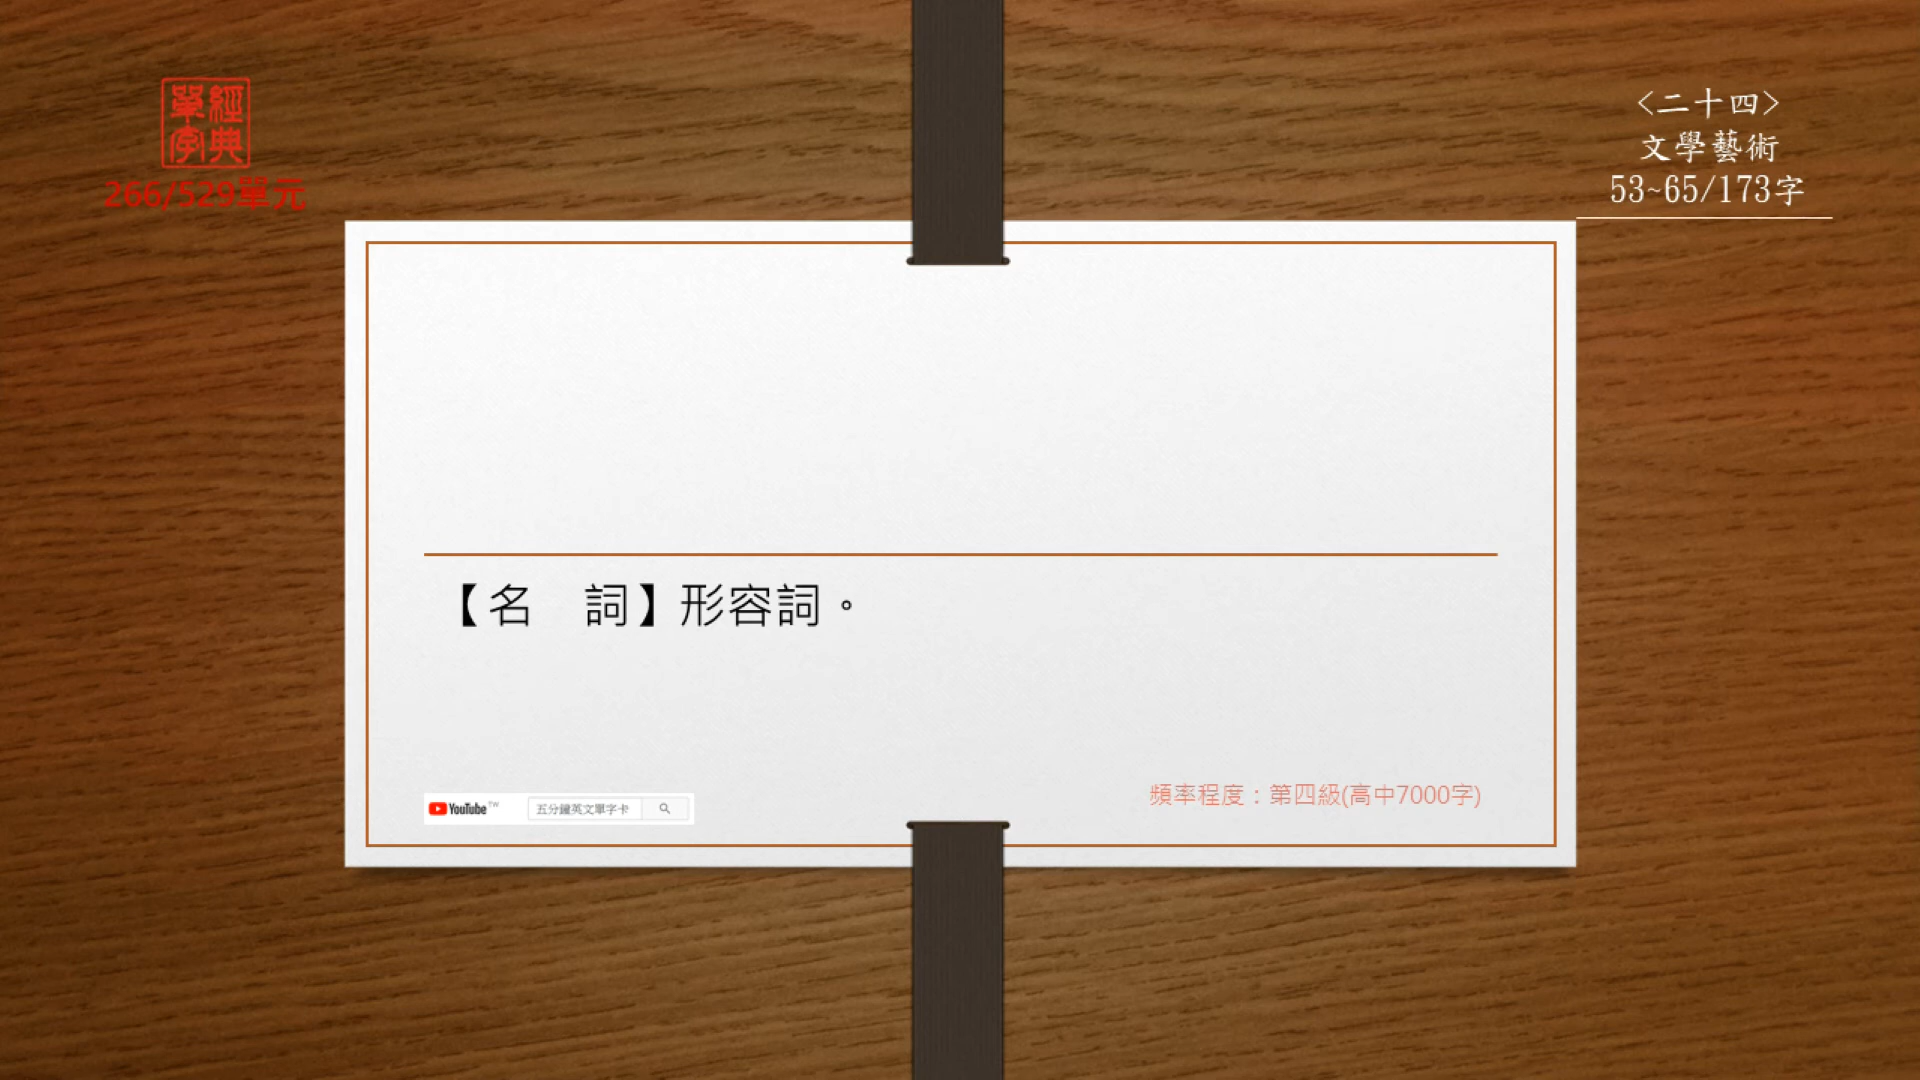 經典
單字
266/529單元
<二十四>
文學藝術
53~65/173字
【名　詞】形容詞。
頻率程度：第四級(高中7000字)
YouTube TW
五分鐘英文單字卡